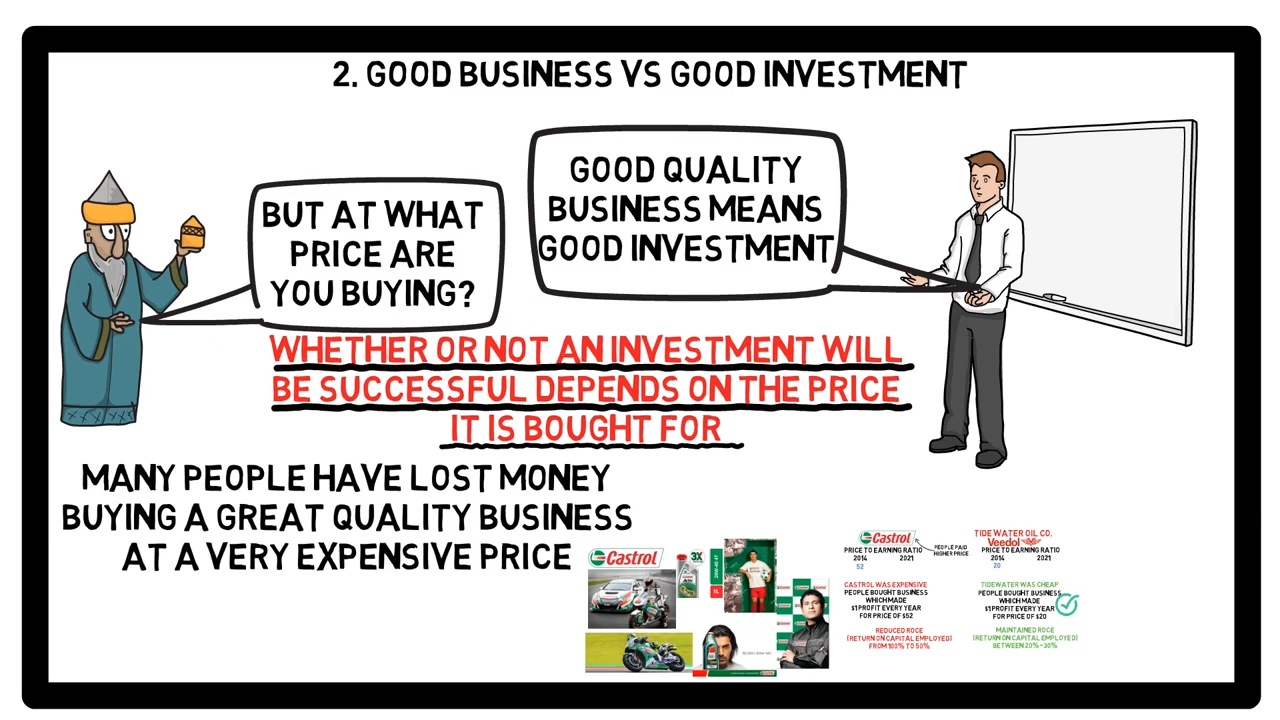 2. GOOD BUSINESS VS GOOD INVESTMENT
BUT AT WHAT
PRICE ARE
YOU BUYING?
GOOD QUALITY
BUSINESS MEANS
GOOD INVESTMENT
WHETHER OR NOT AN INVESTMENT WILL
BE SUCCESSFUL DEPENDS ON THE PRICE
IT IS BOUGHT FOR
MANY PEOPLE HAVE LOST MONEY
BUYING A GREAT QUALITY BUSINESS
AT A VERY EXPENSIVE PRICE
Castrol
3X
1L
Castrol
PRICE TO EARNING RATIO
2014 2021
52
PEOPLE PAID
HIGHER PRICE
CASTROL WAS EXPENSIVE
PEOPLE BOUGHT BUSINESS
WHICH MADE
$1 PROFIT EVERY YEAR
FOR PRICE OF $52
REDUCED ROCE
(RETURN ON CAPITAL EMPLOYED)
FROM 100% TO 50%
TIDE WATER OIL CO.
Veedol
PRICE TO EARNING RATIO
2014 2021
20
TIDEWATER WAS CHEAP
PEOPLE BOUGHT BUSINESS
WHICH MADE
$1 PROFIT EVERY YEAR
FOR PRICE OF $20
MAINTAINED ROCE
(RETURN ON CAPITAL EMPLOYED)
BETWEEN 20%-30%